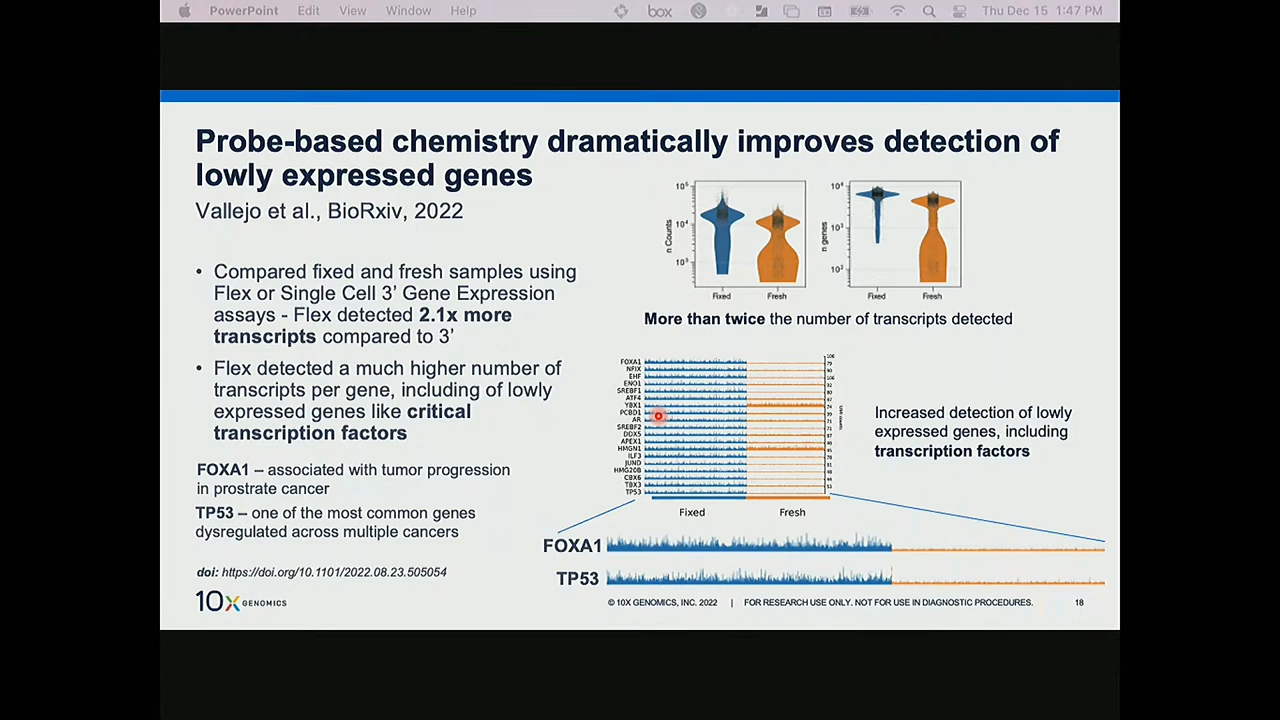 PowerPoint Edit View Window Help box Thu Dec 15 1:47 PM
Probe-based chemistry dramatically improves detection of
lowly expressed genes
Vallejo et al., BioRxiv, 2022
• Compared fixed and fresh samples using
Flex or Single Cell 3’ Gene Expression
assays - Flex detected 2.1x more
transcripts compared to 3’
• Flex detected a much higher number of
transcripts per gene, including of lowly
expressed genes like critical
transcription factors
FOXA1 – associated with tumor progression
in prostrate cancer
TP53 – one of the most common genes
dysregulated across multiple cancers
doi: https://doi.org/10.1101/2022.08.23.505054
n Counts
10⁴
Fixed Fresh
n genes
10⁴
10³
10²
Fixed Fresh
More than twice the number of transcripts detected
FOXA1
NFIX
EHF
ENO1
SREBF1
ATF4
YBX1
PCBD1
AR
SREBF2
DDX5
APEX1
HMGN1
ILF3
JUND
HMG20B
CBX6
TBX3
TP53
Fixed Fresh
Increased detection of lowly
expressed genes, including
transcription factors
FOXA1
TP53
10X GENOMICS
© 10X GENOMICS, INC. 2022 | FOR RESEARCH USE ONLY. NOT FOR USE IN DIAGNOSTIC PROCEDURES. 18